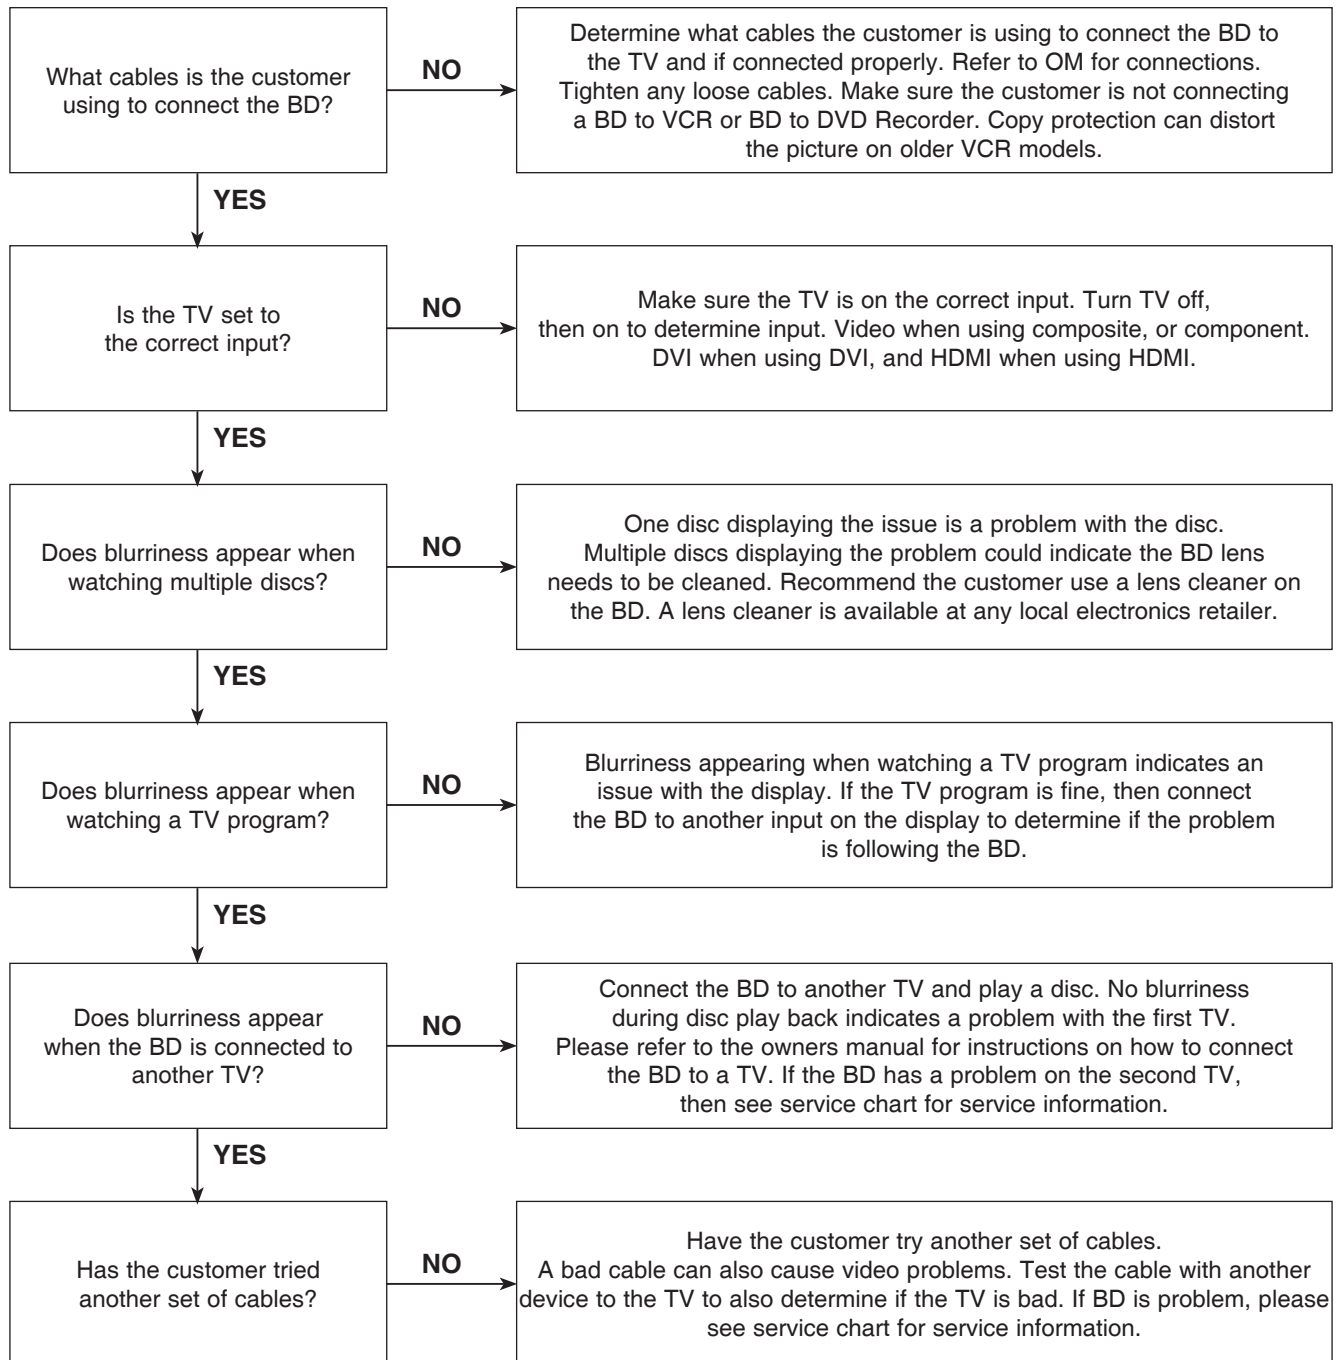 What cables is the customer
using to connect the BD?
NO
Determine what cables the customer is using to connect the BD to
the TV and if connected properly. Refer to OM for connections.
Tighten any loose cables. Make sure the customer is not connecting
a BD to VCR or BD to DVD Recorder. Copy protection can distort
the picture on older VCR models.
YES
Is the TV set to
the correct input?
NO
Make sure the TV is on the correct input. Turn TV off,
then on to determine input. Video when using composite, or component.
DVI when using DVI, and HDMI when using HDMI.
YES
Does blurriness appear when
watching multiple discs?
NO
One disc displaying the issue is a problem with the disc.
Multiple discs displaying the problem could indicate the BD lens
needs to be cleaned. Recommend the customer use a lens cleaner on
the BD. A lens cleaner is available at any local electronics retailer.
YES
Does blurriness appear when
watching a TV program?
NO
Blurriness appearing when watching a TV program indicates an
issue with the display. If the TV program is fine, then connect
the BD to another input on the display to determine if the problem
is following the BD.
YES
Does blurriness appear
when the BD is connected to
another TV?
NO
Connect the BD to another TV and play a disc. No blurriness
during disc play back indicates a problem with the first TV.
Please refer to the owners manual for instructions on how to connect
the BD to a TV. If the BD has a problem on the second TV,
then see service chart for service information.
YES
Has the customer tried
another set of cables?
NO
Have the customer try another set of cables.
A bad cable can also cause video problems. Test the cable with another
device to the TV to also determine if the TV is bad. If BD is problem, please
see service chart for service information.